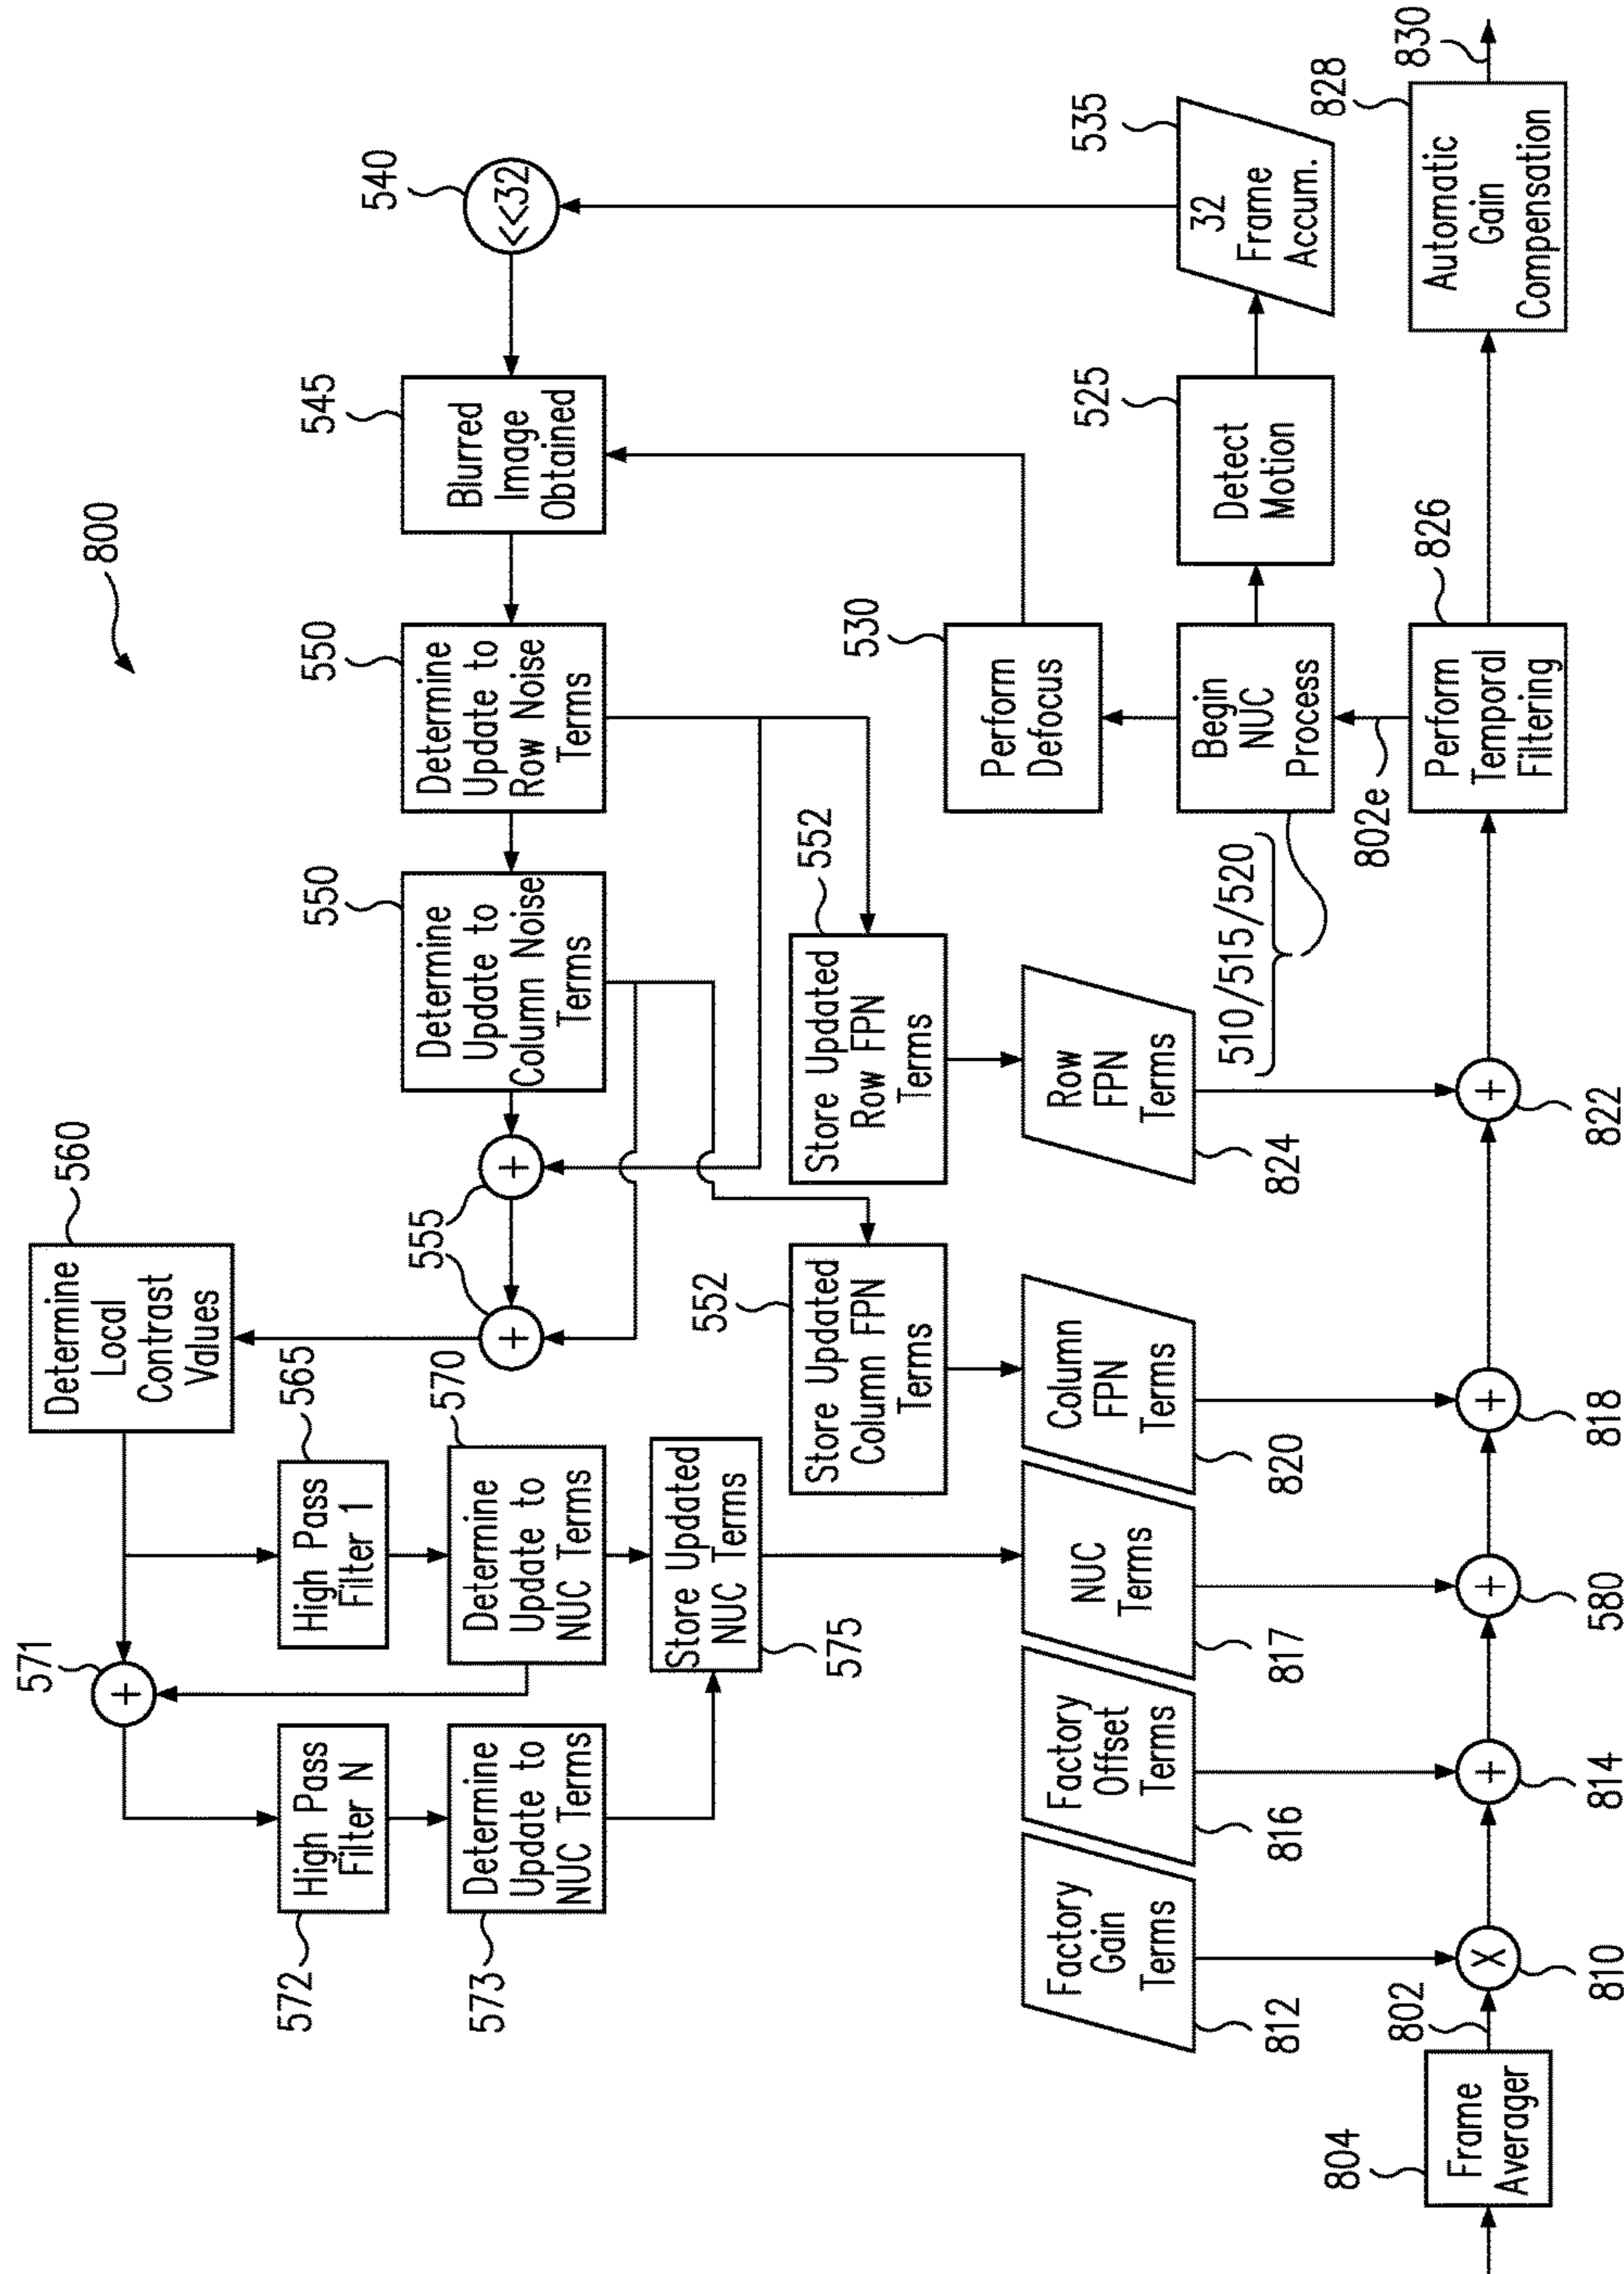 800
560
Determine
Local
Contrast
Values
571
565
High Pass
Filter 1
572
High Pass
Filter N
570
Determine
Update to
NUC Terms
573
Determine
Update to
NUC Terms
Store Updated
NUC Terms
575
555
+
+
+
550
Determine
Update to
Column Noise
Terms
550
Determine
Update to
Row Noise
Terms
545
Blurred
Image
Obtained
540
<<32
552
Store Updated
Column FPN
Terms
552
Store Updated
Row FPN
Terms
530
Perform
Defocus
510/515/520
Begin
NUC
Process
525
Detect
Motion
535
32
Frame
Accum.
812
Factory
Gain
Terms
816
Factory
Offset
Terms
817
NUC
Terms
820
Column
FPN
Terms
824
Row
FPN
Terms
804
Frame
Averager
802
X
810
+
814
+
580
+
818
+
822
802e
826
Perform
Temporal
Filtering
828
Automatic
Gain
Compensation
830